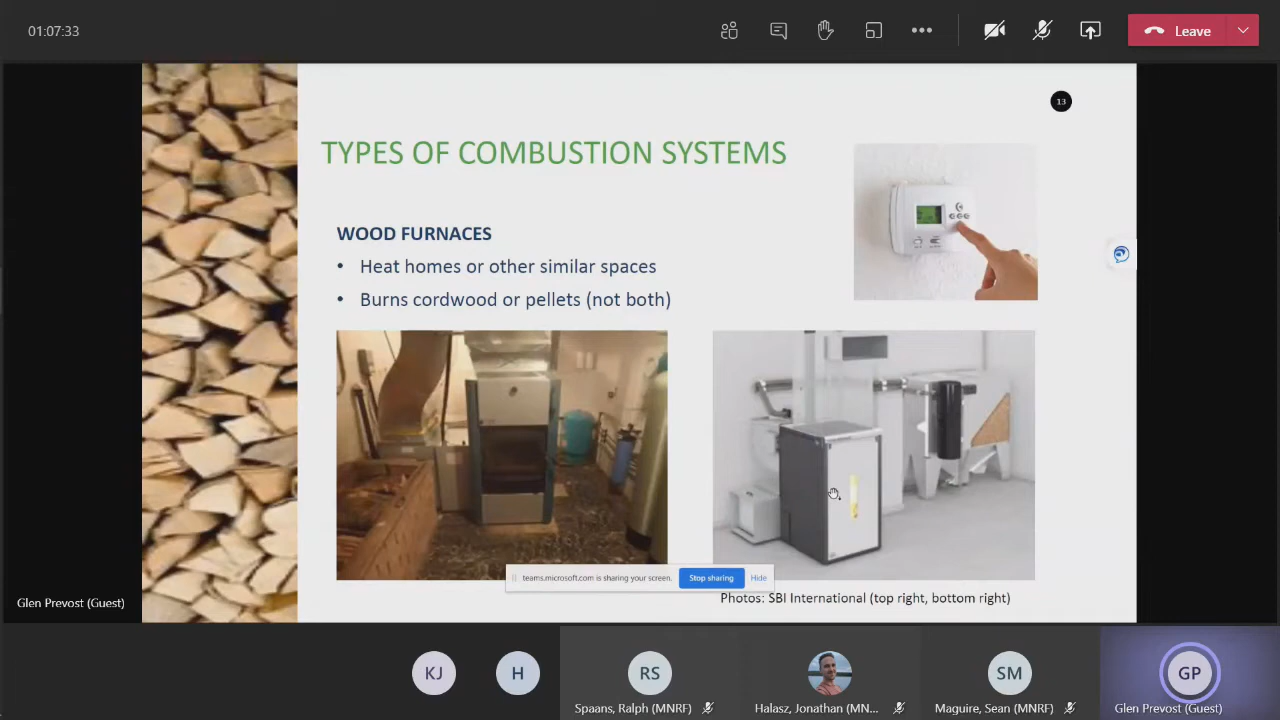 01:07:33
Leave
13
TYPES OF COMBUSTION SYSTEMS
WOOD FURNACES
• Heat homes or other similar spaces
• Burns cordwood or pellets (not both)
teams.microsoft.com is sharing your screen.
Stop sharing
Hide
Photos: SBI International (top right, bottom right)
Glen Prevost (Guest)
KJ
H
RS
SM
GP
Spaans, Ralph (MNRF)
Halasz, Jonathan (MN...
Maguire, Sean (MNRF)
Glen Prevost (Guest)